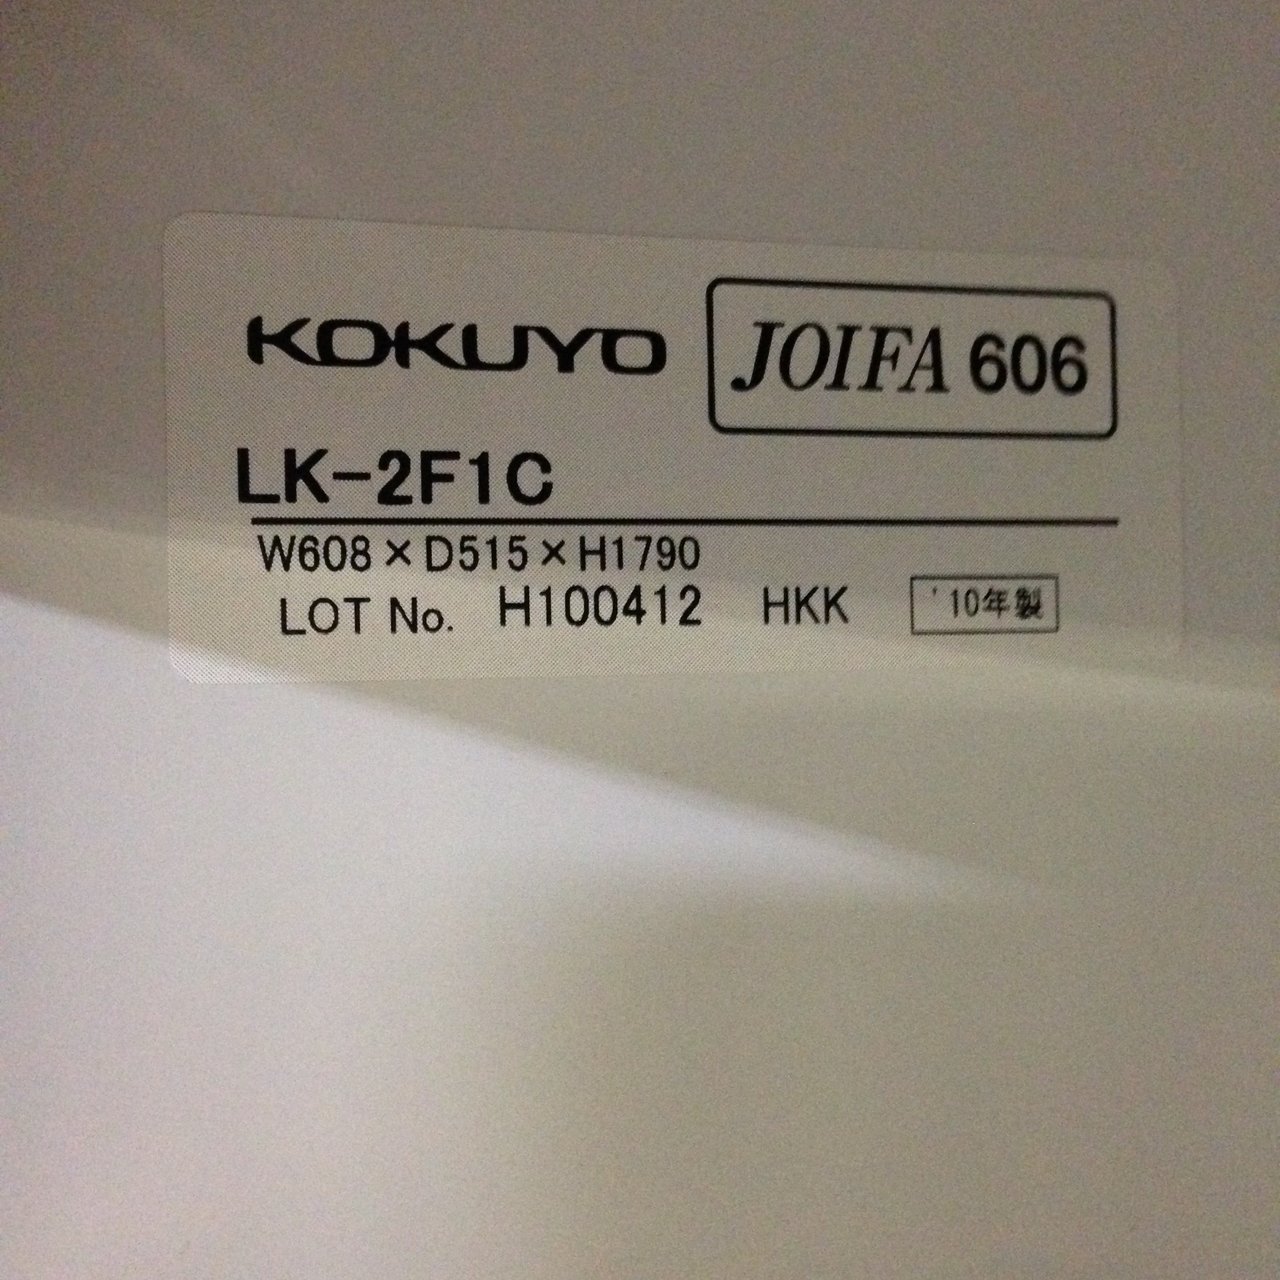 KOKUYO JOIFA 606
LK-2F1C
W608×D515×H1790
LOT No. H100412 HKK '10年製